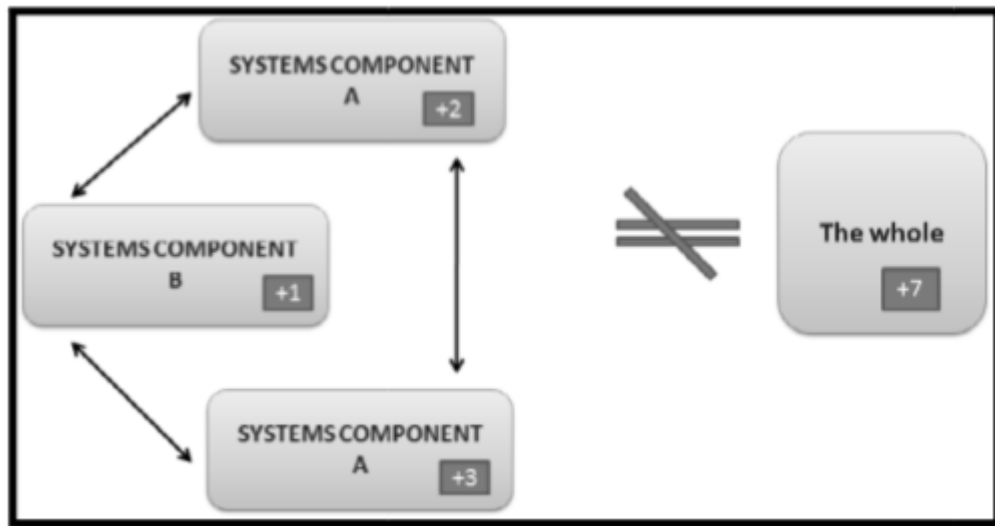 SYSTEMS COMPONENT
A
+2
SYSTEMS COMPONENT
B
+1
The whole
+7
SYSTEMS COMPONENT
A
+3